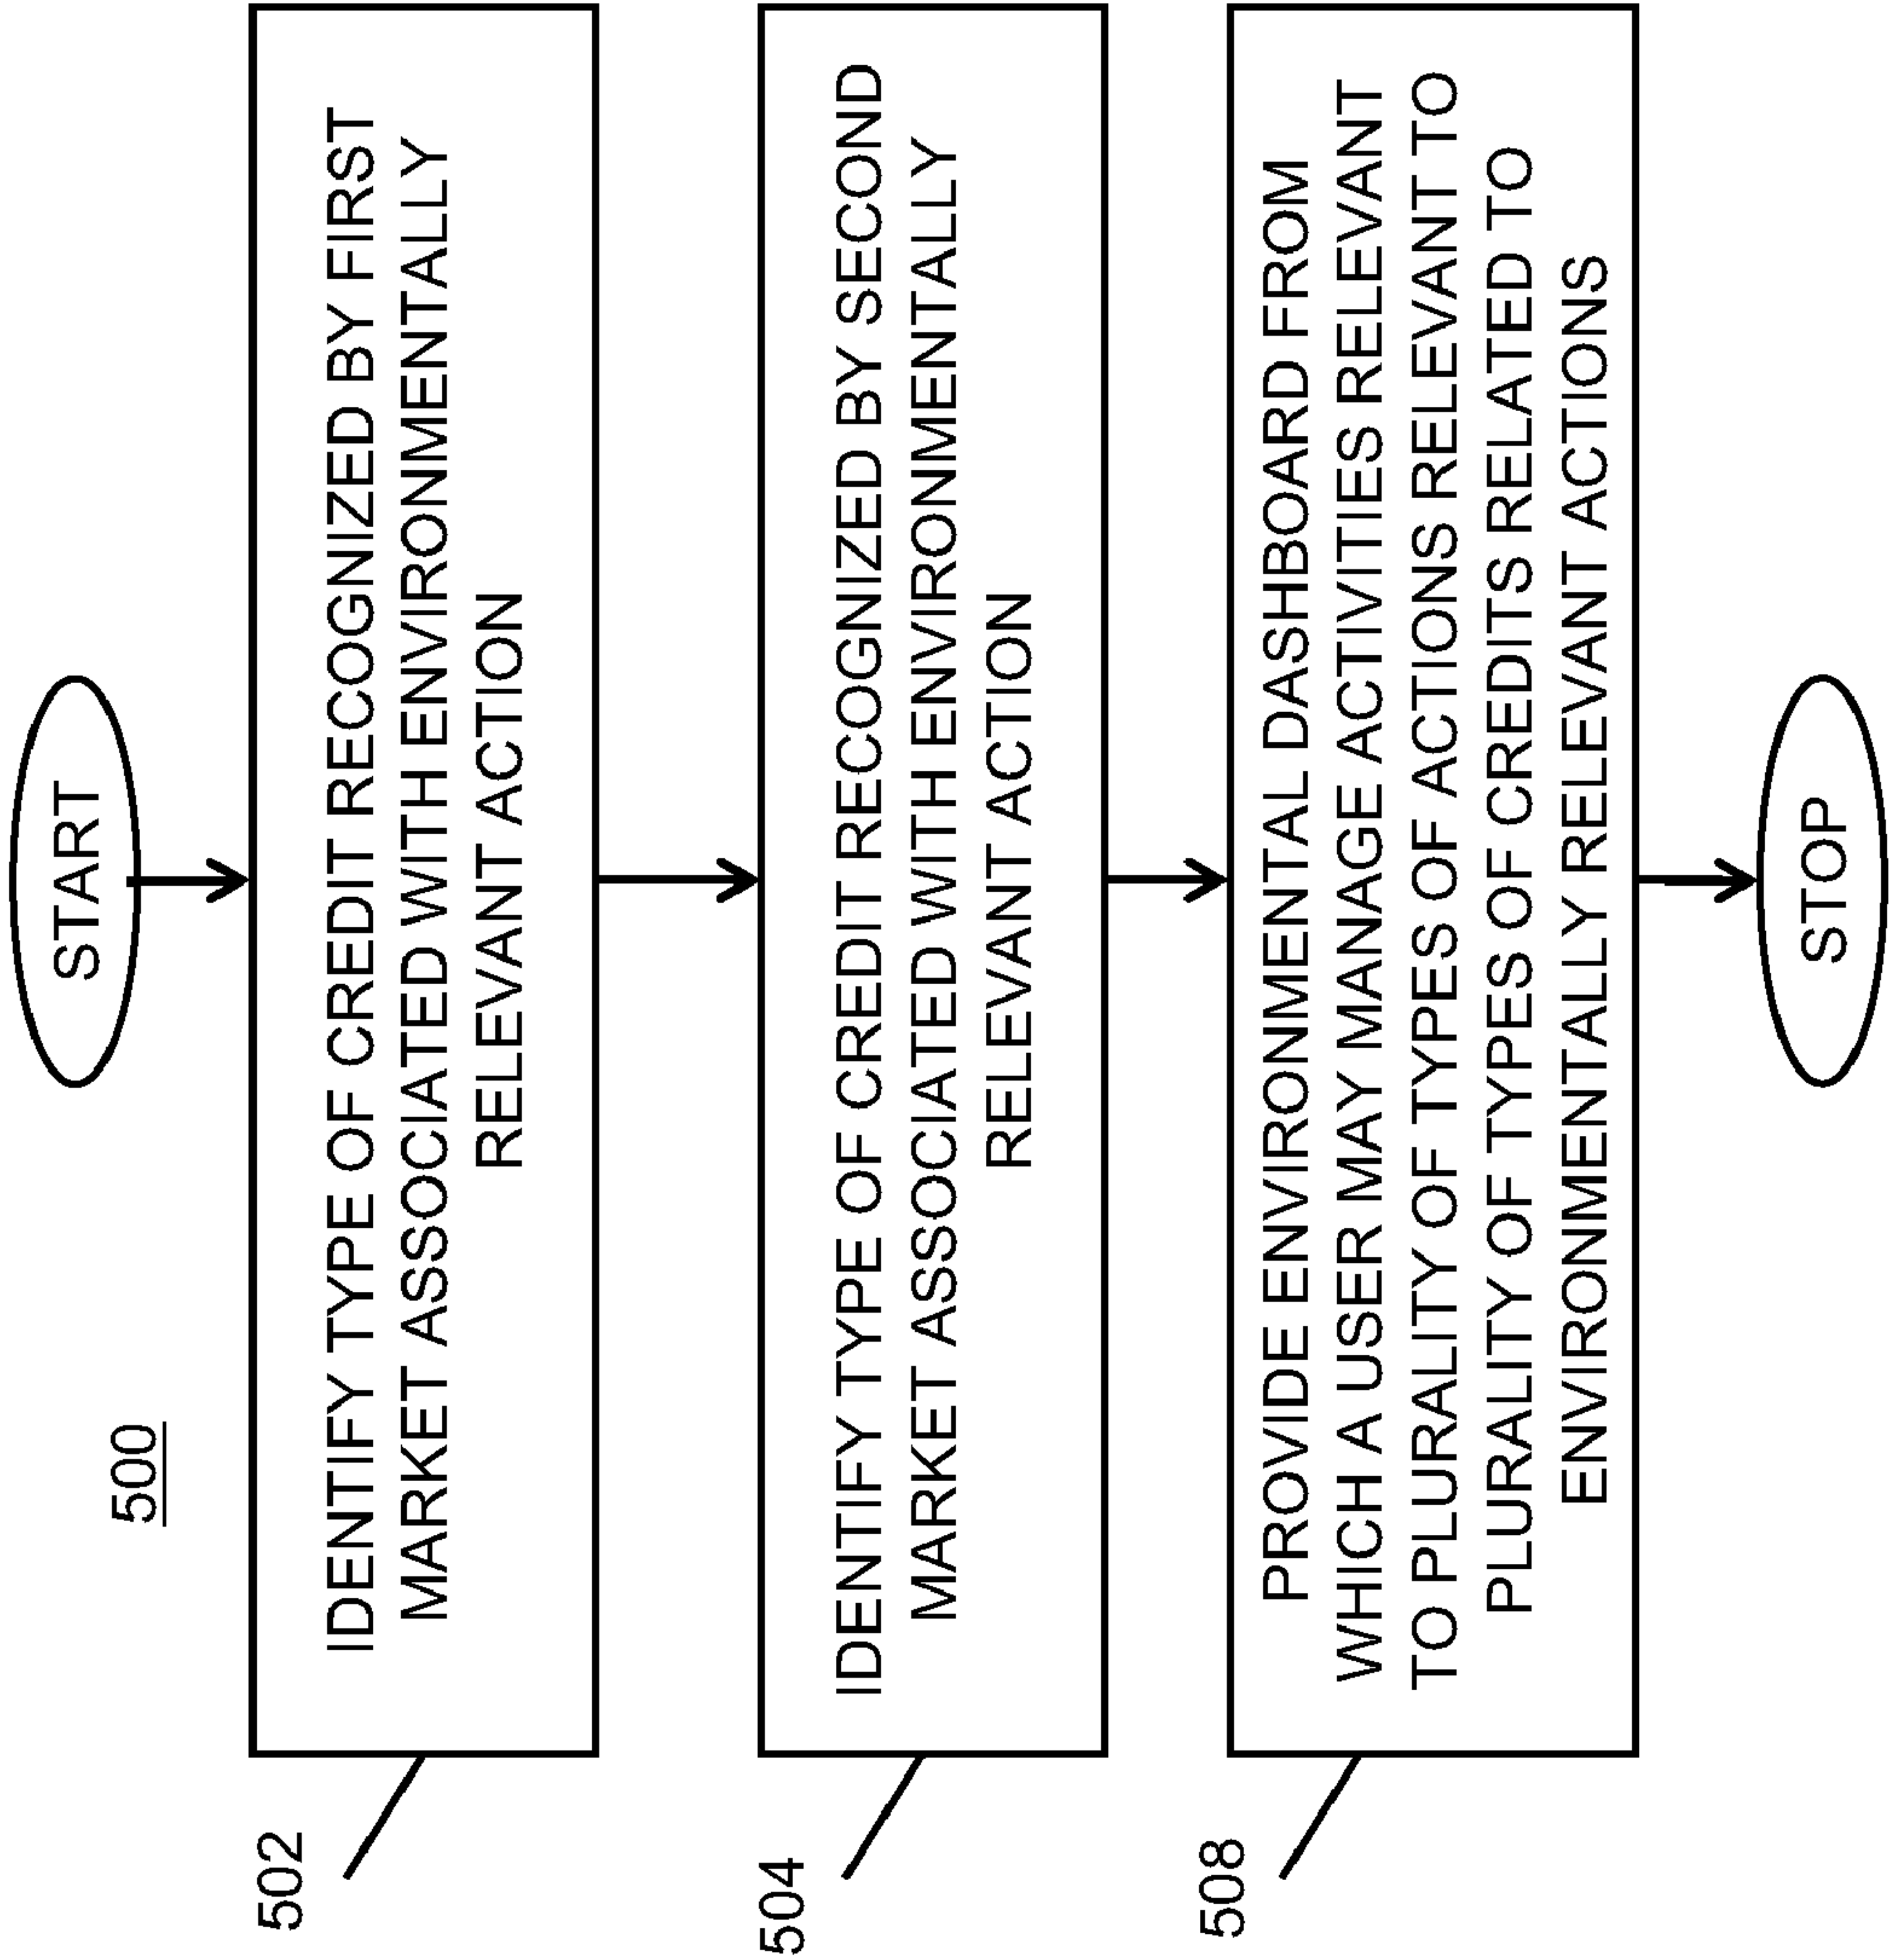 500
START
502
IDENTIFY TYPE OF CREDIT RECOGNIZED BY FIRST
MARKET ASSOCIATED WITH ENVIRONMENTALLY
RELEVANT ACTION
504
IDENTIFY TYPE OF CREDIT RECOGNIZED BY SECOND
MARKET ASSOCIATED WITH ENVIRONMENTALLY
RELEVANT ACTION
508
PROVIDE ENVIRONMENTAL DASHBOARD FROM
WHICH A USER MAY MANAGE ACTIVITIES RELEVANT
TO PLURALITY OF TYPES OF ACTIONS RELEVANT TO
PLURALITY OF TYPES OF CREDITS RELATED TO
ENVIRONMENTALLY RELEVANT ACTIONS
STOP